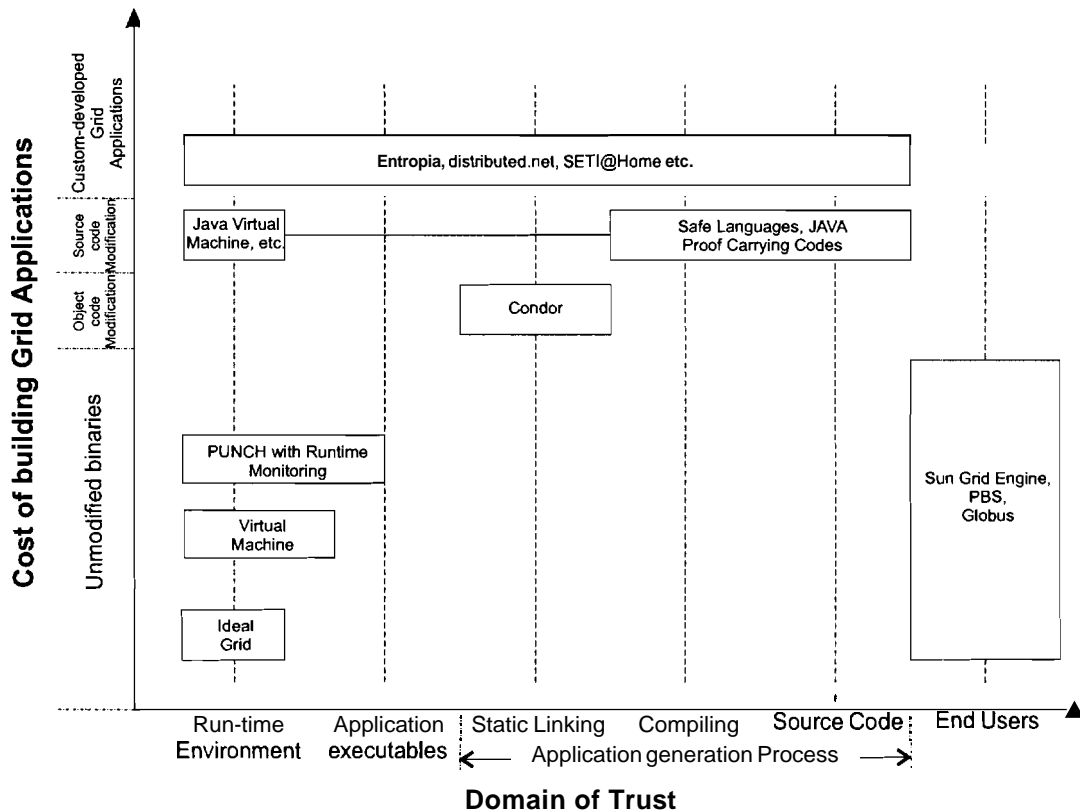 Cost of building Grid Applications
Custom-developed
Grid
Applications
Source
code
Modification
Object
code
Modification
Unmodified binaries
Entropia, distributed.net, SETI@Home etc.
Java Virtual
Machine, etc.
Safe Languages, JAVA
Proof Carrying Codes
Condor
PUNCH with Runtime
Monitoring
Virtual
Machine
Ideal
Grid
Sun Grid Engine,
PBS,
Globus
Run-time
Environment
Application
executables
Static Linking
Compiling
Source Code
End Users
Application generation Process
Domain of Trust